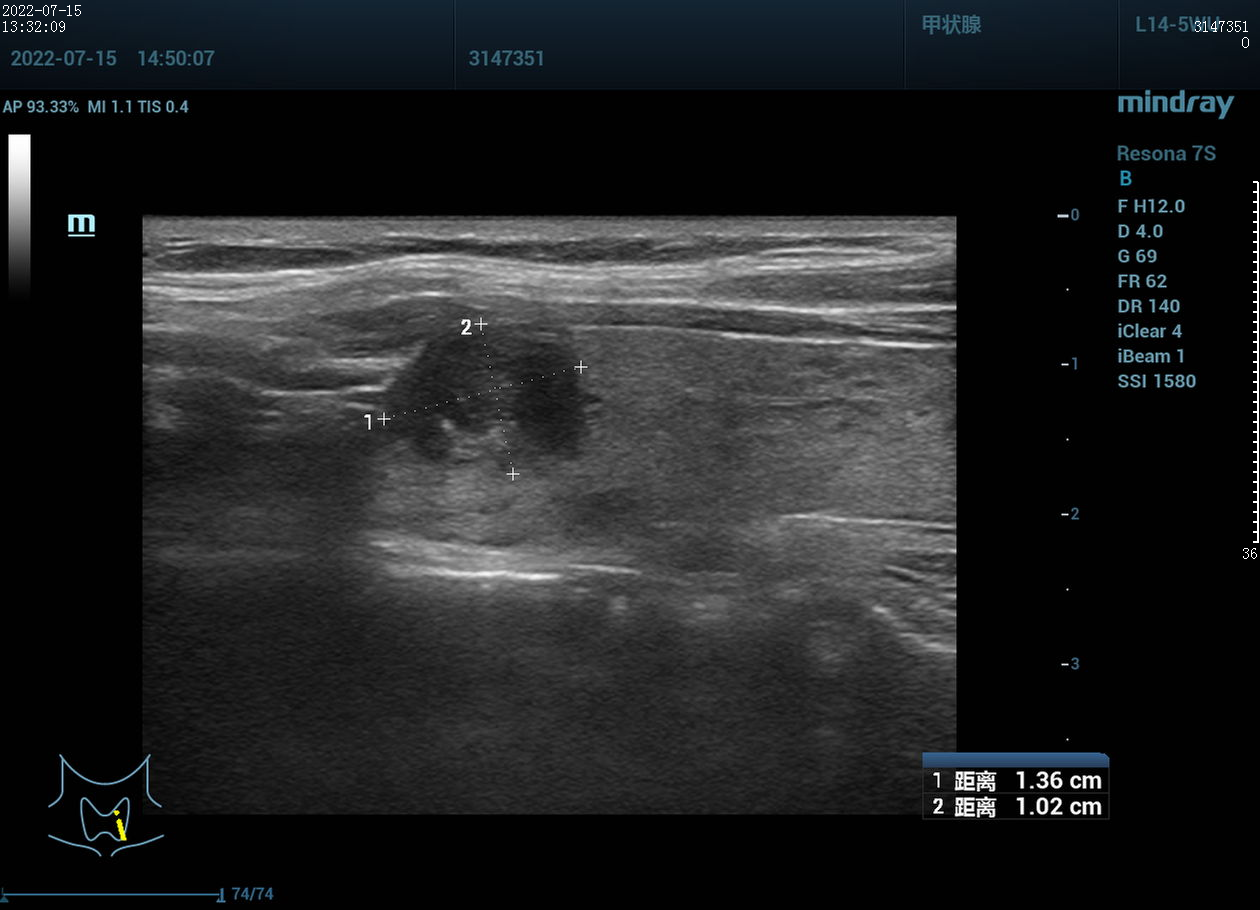 2022-07-15
13:32:09
2022-07-15 14:50:07
3147351
甲状腺
3147351
0
AP 93.33% MI 1.1 TIS 0.4
mindray
Resona 7S
B
F H12.0
D 4.0
G 69
FR 62
DR 140
iClear 4
iBeam 1
SSI 1580
m
0
1
2
3
36
2
1
1 距离 1.36 cm
2 距离 1.02 cm
74/74